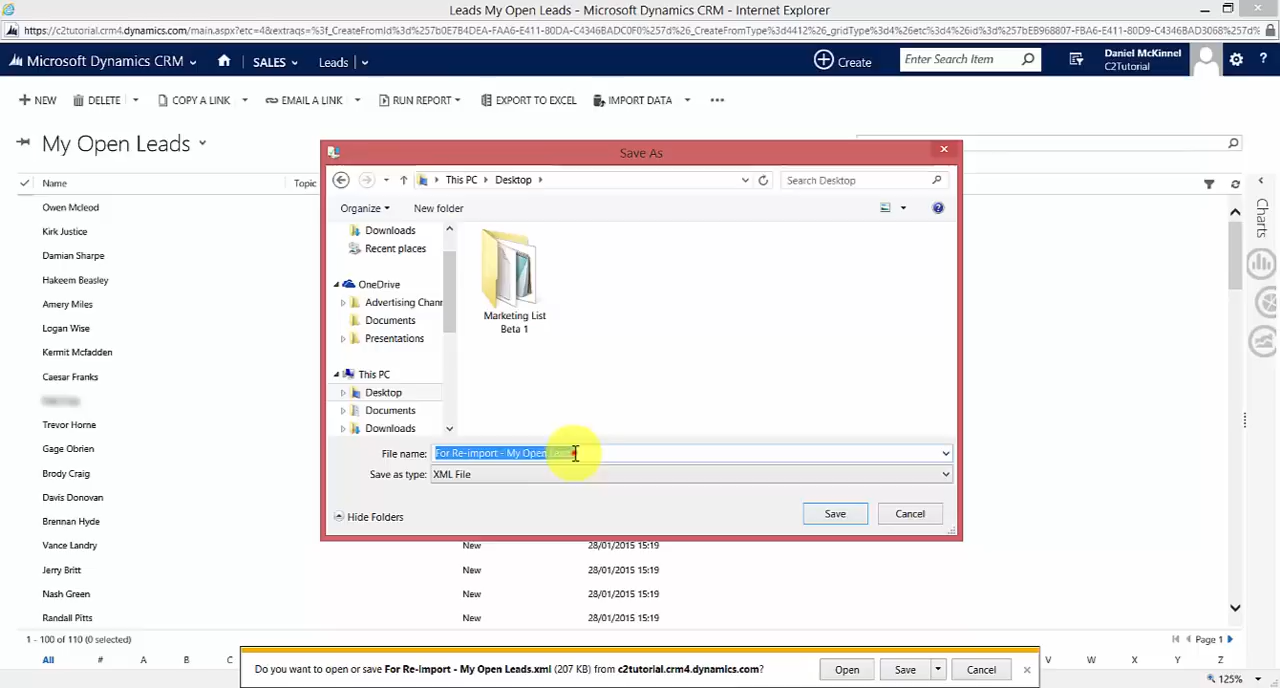 Leads My Open Leads - Microsoft Dynamics CRM - Internet Explorer
https://c2tutorial.crm4.dynamics.com/main.aspx?etc=4&extraqs=%3f_CreateFromId%3d%257bE7B4DEA-FAA6-E411-80DA-C4346BADC0F0%257d%26_CreateFromType%3d4412%26_gridType%3d4%26etc%3d4%26id%3d%257bEB968907-FBA6-E411-80D9-C4346BAD3068%257d%
Microsoft Dynamics CRM
SALES
Leads
Create
Enter Search Item
Daniel McKinnel
C2Tutorial
?
NEW
DELETE
COPY A LINK
EMAIL A LINK
RUN REPORT
EXPORT TO EXCEL
IMPORT DATA
My Open Leads
Name
Topic
Charts
Owen Mcleod
Kirk Justice
Damian Sharpe
Hakeem Beasley
Amery Miles
Logan Wise
Kermit Mcfadden
Caesar Franks
Trevor Horne
Gage Obrien
Brody Craig
Davis Donovan
Brennan Hyde
Vance Landry
New
28/01/2015 15:19
Jerry Britt
New
28/01/2015 15:19
Nash Green
New
28/01/2015 15:19
Randall Pitts
New
28/01/2015 15:19
Save As
This PC
Desktop
Search Desktop
Organize
New folder
Downloads
Recent places
OneDrive
Advertising Chann
Documents
Presentations
This PC
Desktop
Documents
Downloads
Marketing List
Beta 1
File name:
For Re-import - My Open
Save as type:
XML File
Hide Folders
Save
Cancel
1 - 100 of 110 (0 selected)
Page 1
All
#
A
B
C
V
W
X
Y
Z
Do you want to open or save For Re-Import - My Open Leads.xml (207 KB) from c2tutorial.crm4.dynamics.com?
Open
Save
Cancel
125%